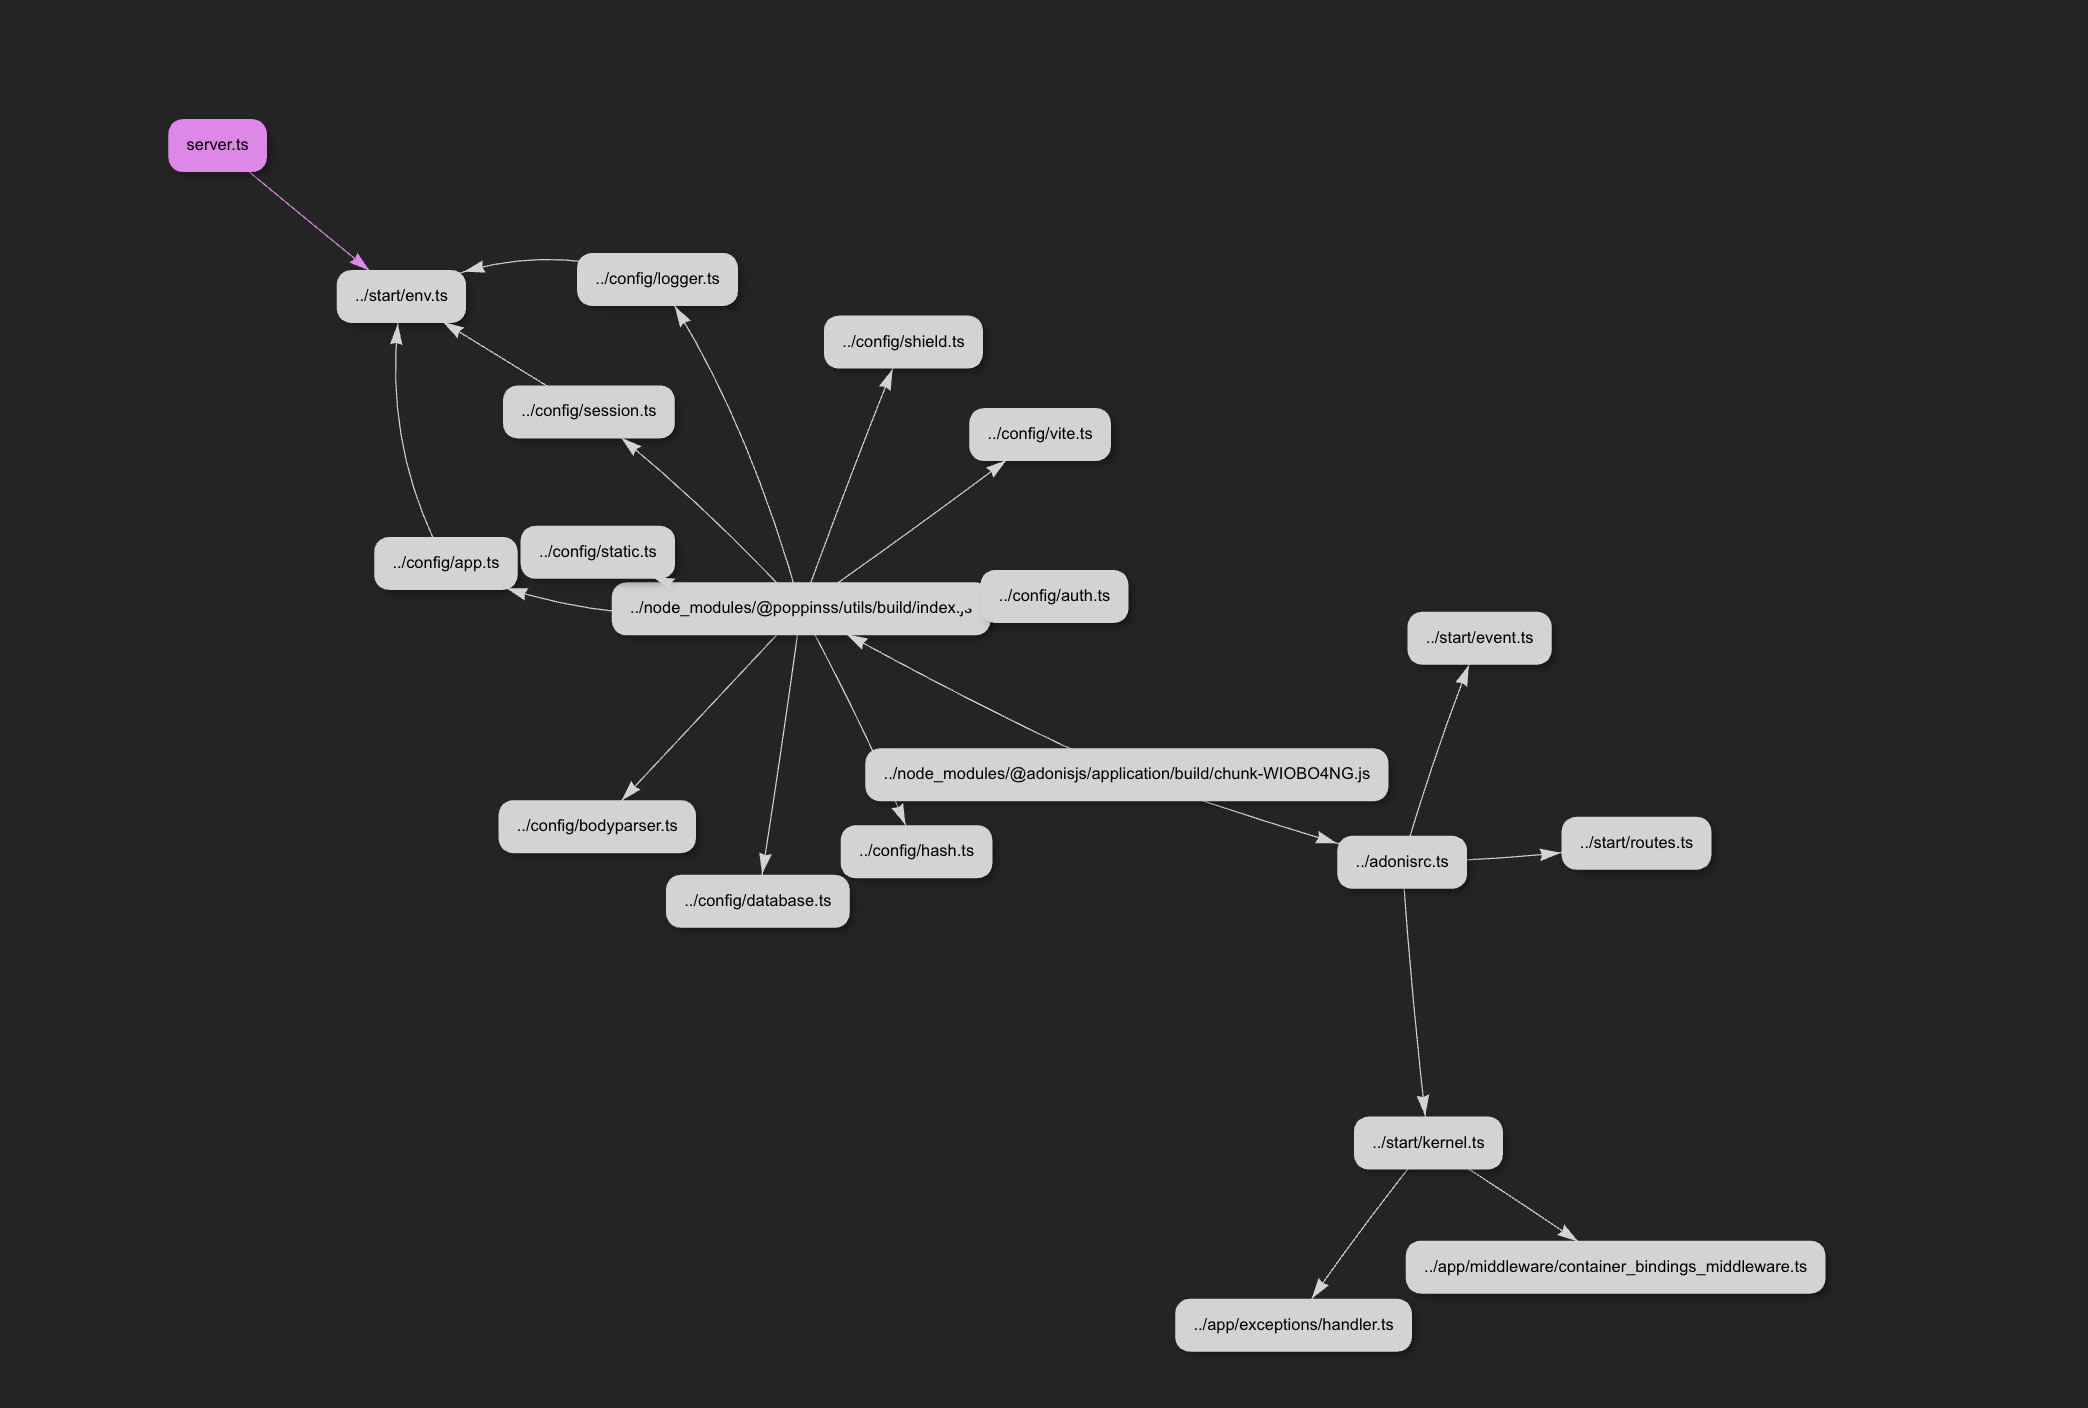 server.ts
../start/env.ts
../config/logger.ts
../config/shield.ts
../config/session.ts
../config/vite.ts
../config/static.ts
../config/app.ts
../node_modules/@poppinss/utils/build/index.js
../config/auth.ts
../start/event.ts
../node_modules/@adonisjs/application/build/chunk-WIOBO4NG.js
../config/bodyparser.ts
../config/hash.ts
../adonisrc.ts
../start/routes.ts
../config/database.ts
../start/kernel.ts
../app/middleware/container_bindings_middleware.ts
../app/exceptions/handler.ts